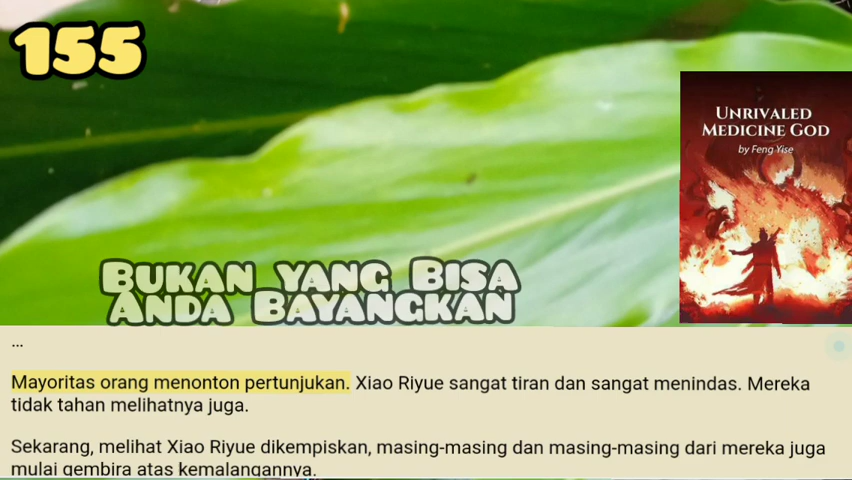 155
UNRIVALED
MEDICINE GOD
by Feng Yise
BUKAN YANG BISA
ANDA BAYANGKAN
...
Mayoritas orang menonton pertunjukan. Xiao Riyue sangat tiran dan sangat menindas. Mereka
tidak tahan melihatnya juga.
Sekarang, melihat Xiao Riyue dikempiskan, masing-masing dan masing-masing dari mereka juga
mulai gembira atas kemalangannya.